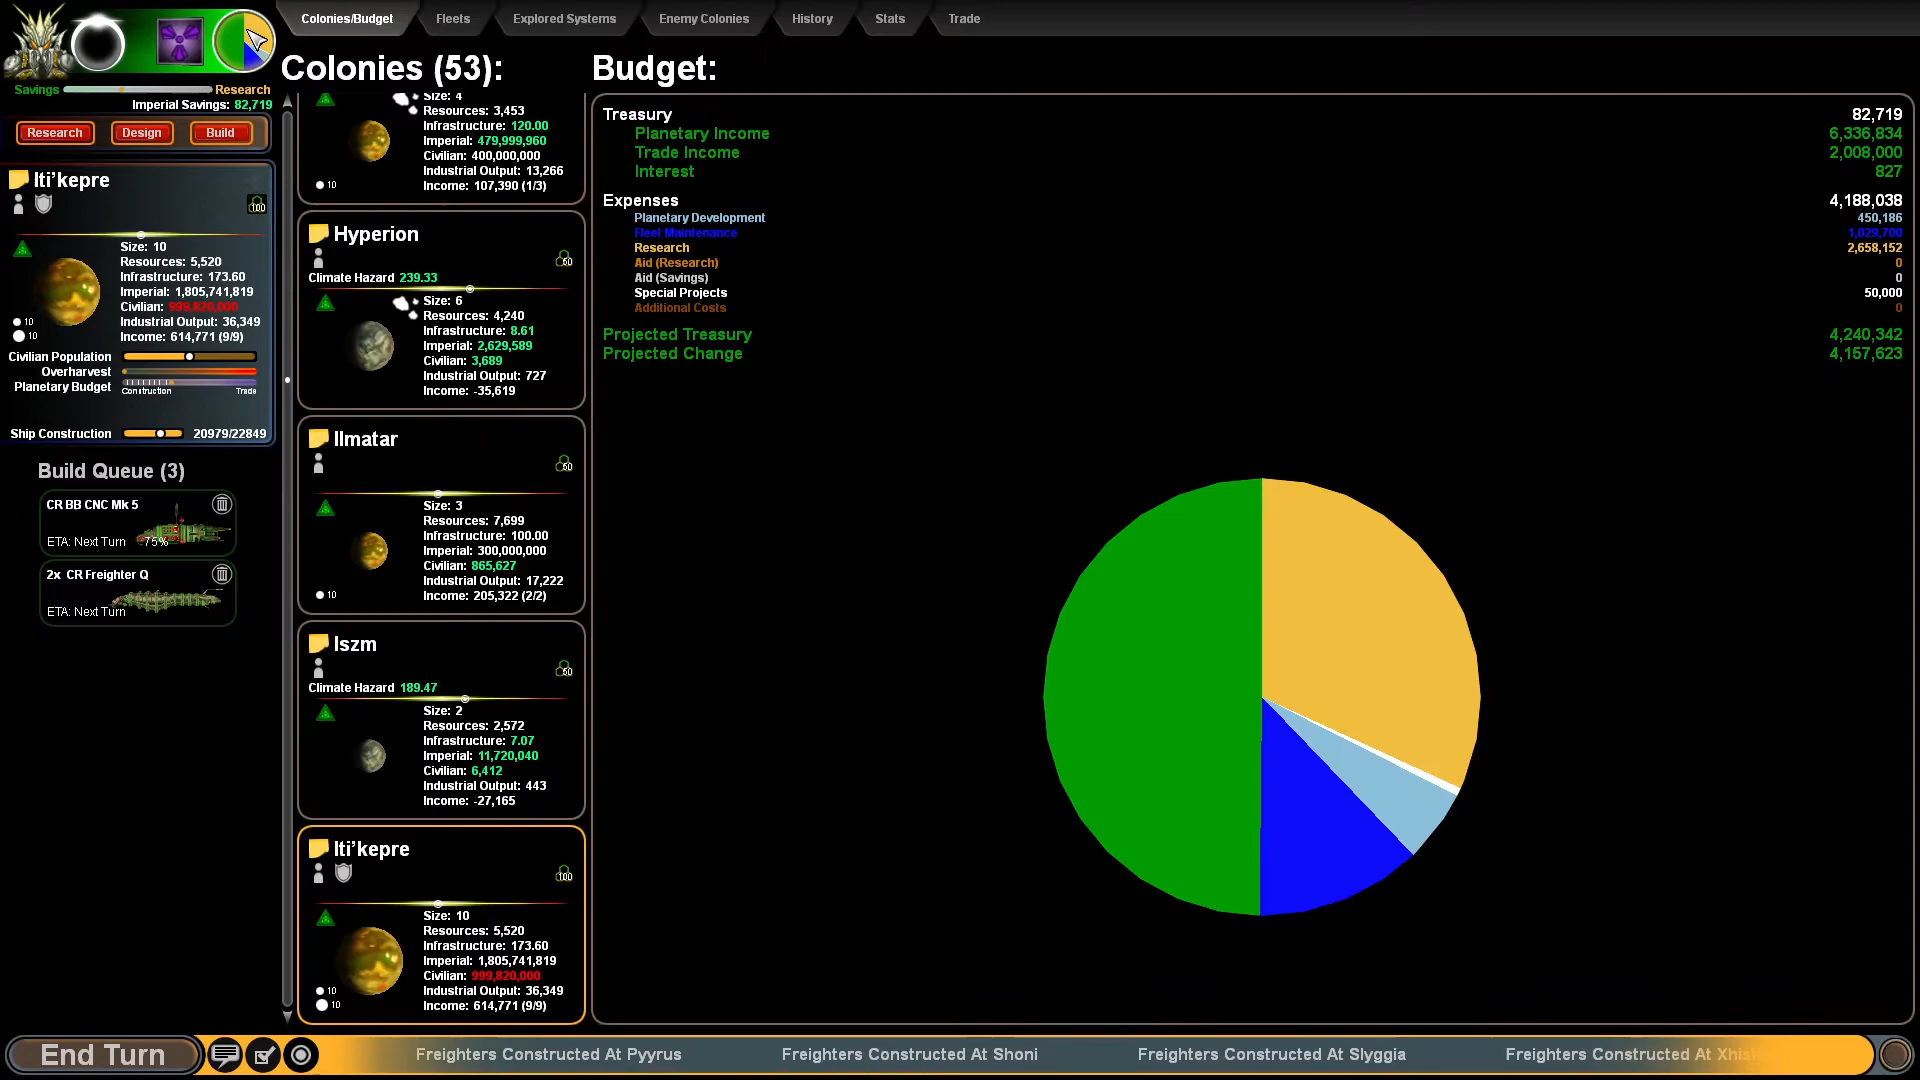 Colonies/Budget
Fleets
Explored Systems
Enemy Colonies
History
Stats
Trade
Savings
Research
Imperial Savings: 82,719
Research
Design
Build
Iti'kepre
100
Size: 10
Resources: 5,520
Infrastructure: 173.60
Imperial: 1,805,741,819
Civilian: 999,820,000
Industrial Output: 36,349
Income: 614,771 (9/9)
10
10
Civilian Population
Overharvest
Planetary Budget
Construction
Trade
Ship Construction
20979/22849
Build Queue (3)
CR BB CNC Mk 5
ETA: Next Turn
75%
2x CR Freighter Q
ETA: Next Turn
Colonies (53):
Size: 4
Resources: 3,453
Infrastructure: 120.00
Imperial: 479,999,960
Civilian: 400,000,000
Industrial Output: 13,266
Income: 107,390 (1/3)
10
Hyperion
50
Climate Hazard 239.33
Size: 6
Resources: 4,240
Infrastructure: 8.61
Imperial: 2,629,589
Civilian: 3,689
Industrial Output: 727
Income: -35,619
Ilmatar
50
Size: 3
Resources: 7,699
Infrastructure: 100.00
Imperial: 300,000,000
Civilian: 865,627
Industrial Output: 17,222
Income: 205,322 (2/2)
10
Iszm
50
Climate Hazard 189.47
Size: 2
Resources: 2,572
Infrastructure: 7.07
Imperial: 11,720,040
Civilian: 6,412
Industrial Output: 443
Income: -27,165
Iti'kepre
100
Size: 10
Resources: 5,520
Infrastructure: 173.60
Imperial: 1,805,741,819
Civilian: 999,820,000
Industrial Output: 36,349
Income: 614,771 (9/9)
10
10
Budget:
Treasury 82,719
Planetary Income 6,336,834
Trade Income 2,008,000
Interest 827
Expenses 4,188,038
Planetary Development 450,186
Fleet Maintenance 1,029,700
Research 2,658,152
Aid (Research) 0
Aid (Savings) 0
Special Projects 50,000
Additional Costs 0
Projected Treasury 4,240,342
Projected Change 4,157,623
End Turn
Freighters Constructed At Pyyrus
Freighters Constructed At Shoni
Freighters Constructed At Slyggia
Freighters Constructed At